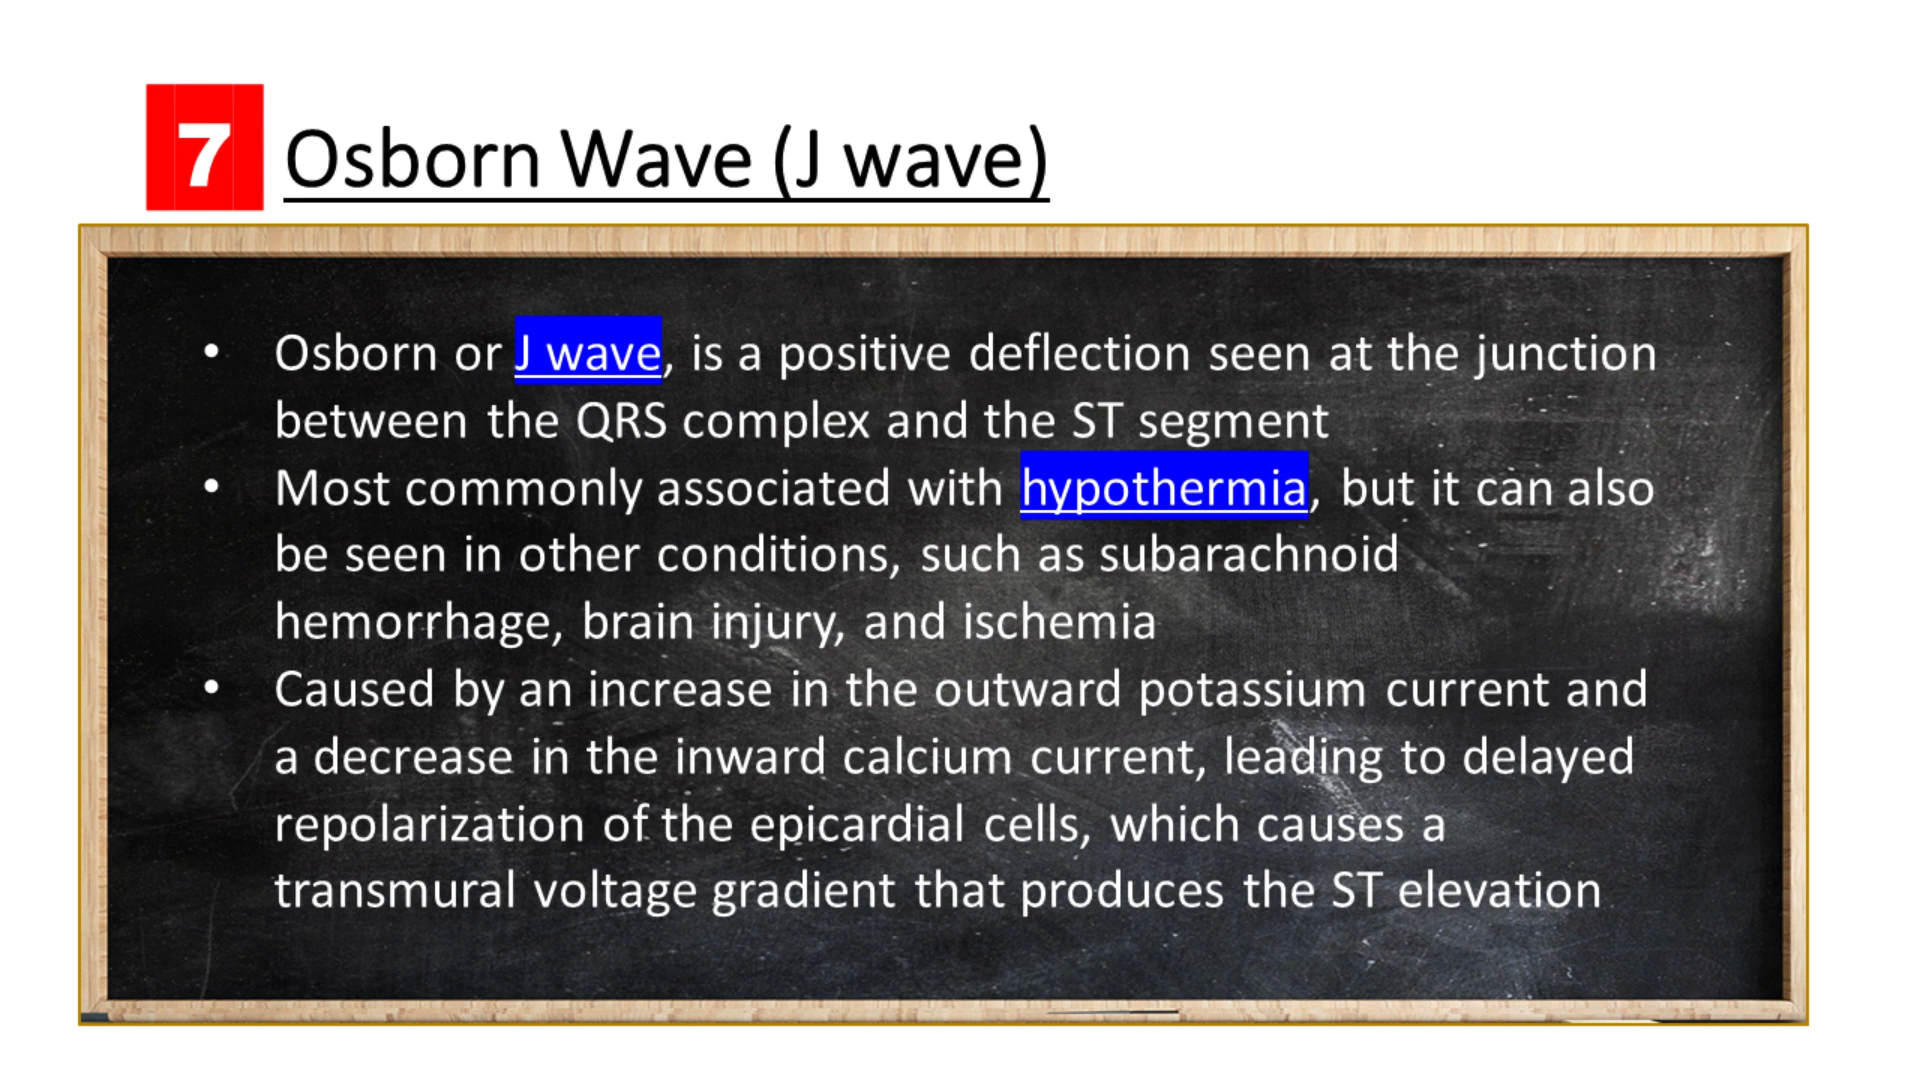 7 Osborn Wave (J wave)
• Osborn or J wave, is a positive deflection seen at the junction
between the QRS complex and the ST segment
• Most commonly associated with hypothermia, but it can also
be seen in other conditions, such as subarachnoid
hemorrhage, brain injury, and ischemia
• Caused by an increase in the outward potassium current and
a decrease in the inward calcium current, leading to delayed
repolarization of the epicardial cells, which causes a
transmural voltage gradient that produces the ST elevation